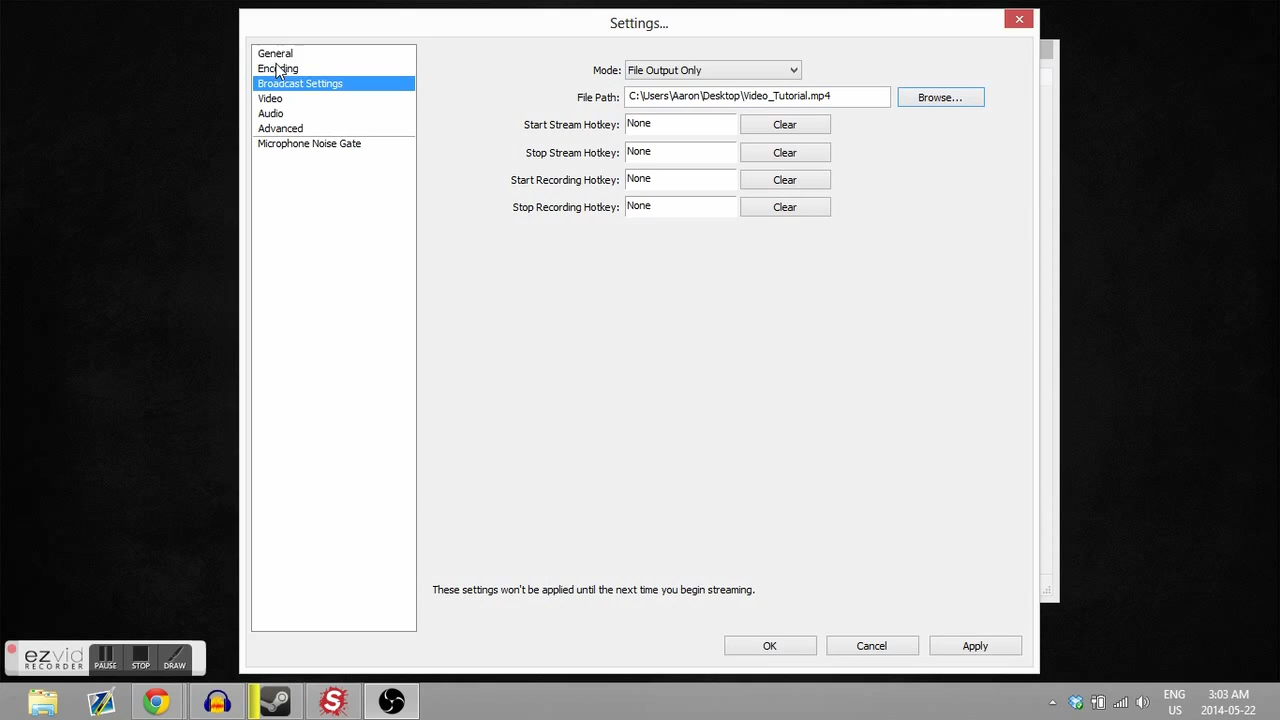 Settings...
General
Encoding
Broadcast Settings
Video
Audio
Advanced
Microphone Noise Gate
Mode: File Output Only
File Path: C:\Users\Aaron\Desktop\Video_Tutorial.mp4 Browse...
Start Stream Hotkey: None Clear
Stop Stream Hotkey: None Clear
Start Recording Hotkey: None Clear
Stop Recording Hotkey: None Clear
These settings won't be applied until the next time you begin streaming.
OK Cancel Apply
ezvid
RECORDER
PAUSE STOP DRAW
ENG 3:03 AM
US 2014-05-22